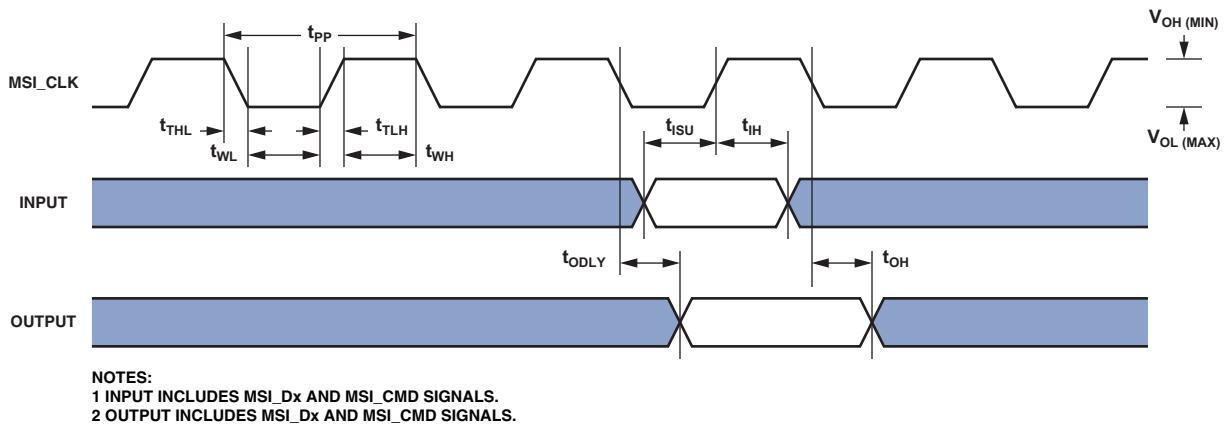 tPP
VOH (MIN)
MSI_CLK
tTHL
tTLH
tISU
tIH
VOL (MAX)
tWL
tWH
INPUT
tODLY
tOH
OUTPUT
NOTES:
1 INPUT INCLUDES MSI_Dx AND MSI_CMD SIGNALS.
2 OUTPUT INCLUDES MSI_Dx AND MSI_CMD SIGNALS.